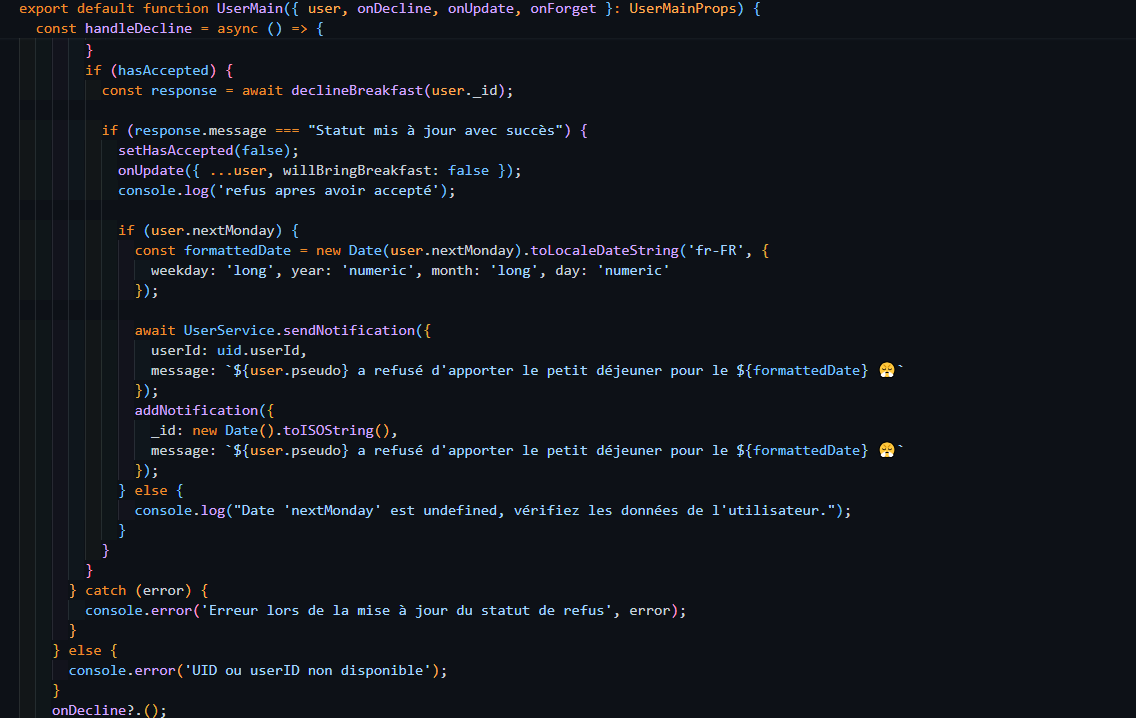 export default function UserMain({ user, onDecline, onUpdate, onForget }: UserMainProps) {
const handleDecline = async () => {
}
if (hasAccepted) {
const response = await declineBreakfast(user._id);
if (response.message === "Statut mis à jour avec succès") {
setHasAccepted(false);
onUpdate({ ...user, willBringBreakfast: false });
console.log('refus apres avoir accepté');
if (user.nextMonday) {
const formattedDate = new Date(user.nextMonday).toLocaleDateString('fr-FR', {
weekday: 'long', year: 'numeric', month: 'long', day: 'numeric'
});
await UserService.sendNotification({
userId: uid.userId,
message: `${user.pseudo} a refusé d'apporter le petit déjeuner pour le ${formattedDate} 😤`
});
addNotification({
_id: new Date().toISOString(),
message: `${user.pseudo} a refusé d'apporter le petit déjeuner pour le ${formattedDate} 😤`
});
} else {
console.log("Date 'nextMonday' est undefined, vérifiez les données de l'utilisateur.");
}
}
}
} catch (error) {
console.error('Erreur lors de la mise à jour du statut de refus', error);
}
} else {
console.error('UID ou userID non disponible');
}
onDecline?.();